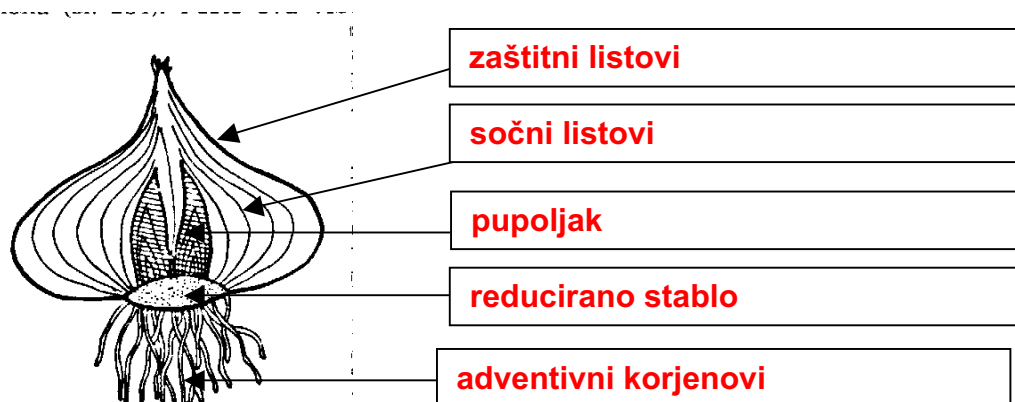 zaštitni listovi
sočni listovi
pupoljak
reducirano stablo
adventivni korjenovi